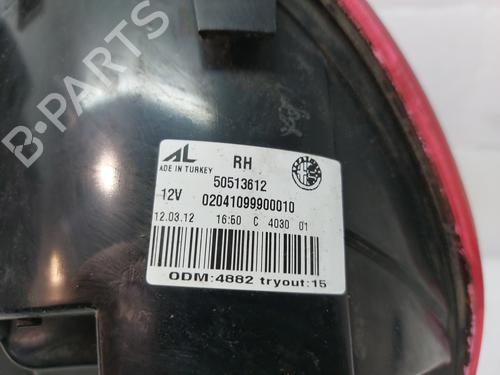 B-PARTS
AL RH
ADE IN TURKEY
50513612
12V 02041099900010
12.03.12 16:50 C 4030 01
ODM:4882 tryout:15